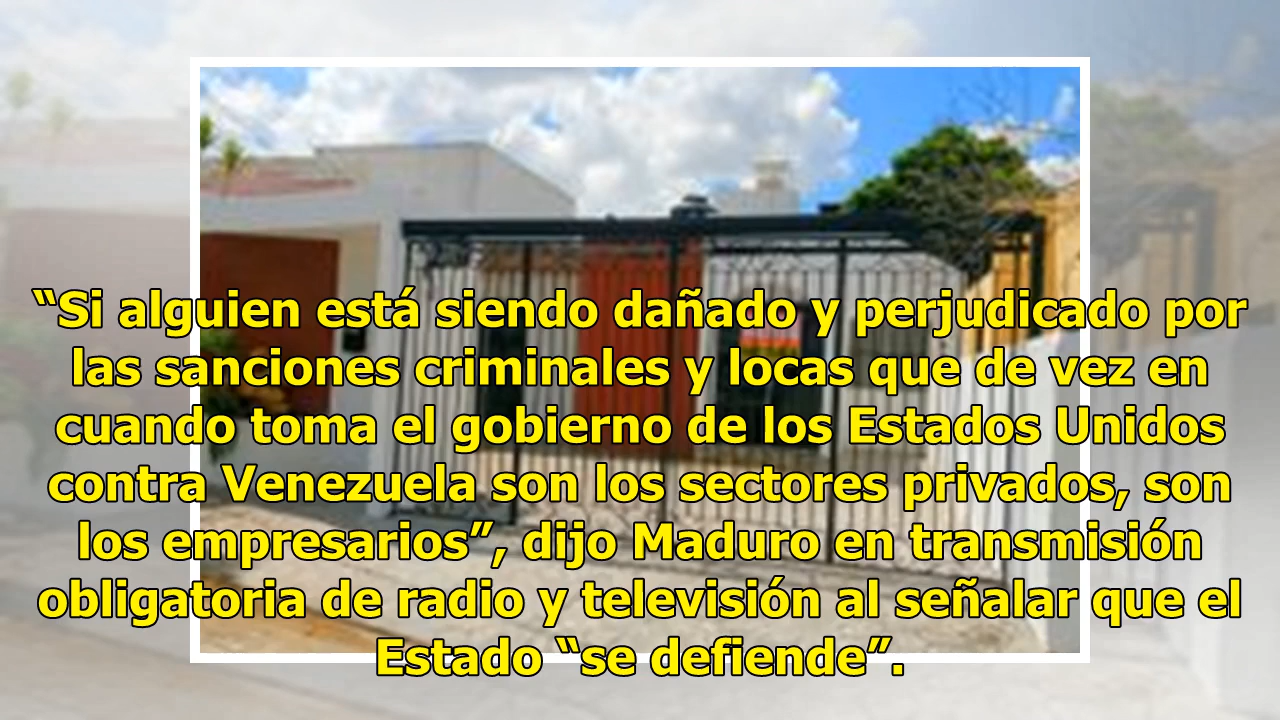 “Si alguien está siendo dañado y perjudicado por
las sanciones criminales y locas que de vez en
cuando toma el gobierno de los Estados Unidos
contra Venezuela son los sectores privados, son
los empresarios”, dijo Maduro en transmisión
obligatoria de radio y televisión al señalar que el
Estado “se defiende”.